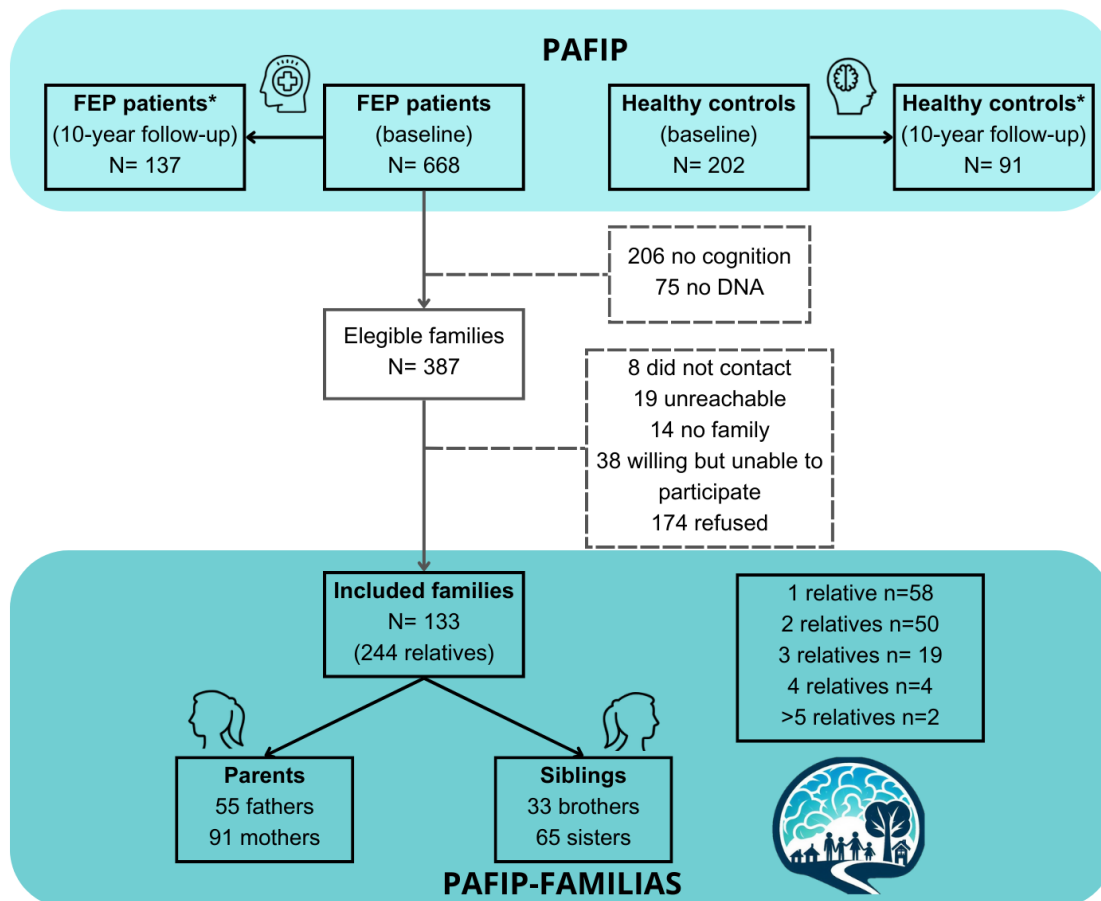 PAFIP
FEP patients*
(10-year follow-up)
N= 137
FEP patients
(baseline)
N= 668
Healthy controls
(baseline)
N= 202
Healthy controls*
(10-year follow-up)
N= 91
206 no cognition
75 no DNA
Elegible families
N= 387
8 did not contact
19 unreachable
14 no family
38 willing but unable to
participate
174 refused
Included families
N= 133
(244 relatives)
1 relative n=58
2 relatives n=50
3 relatives n= 19
4 relatives n=4
>5 relatives n=2
Parents
55 fathers
91 mothers
Siblings
33 brothers
65 sisters
PAFIP-FAMILIAS